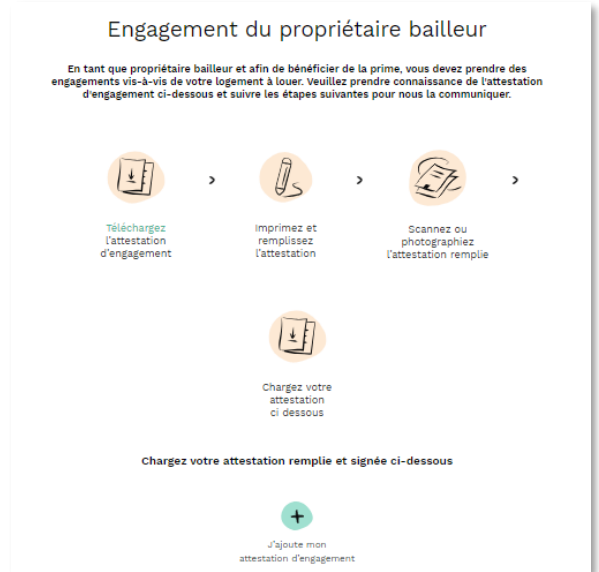 Engagement du propriétaire bailleur
En tant que propriétaire bailleur et afin de bénéficier de la prime, vous devez prendre des
engagements vis-à-vis de votre logement à louer. Veuillez prendre connaissance de l'attestation
d'engagement ci-dessous et suivre les étapes suivantes pour nous la communiquer.
Téléchargez
l'attestation
d'engagement
Imprimez et
remplissez
l'attestation
Scannez ou
photographiez
l'attestation remplie
Chargez votre
attestation
ci dessous
Chargez votre attestation remplie et signée ci-dessous
J'ajoute mon
attestation d'engagement